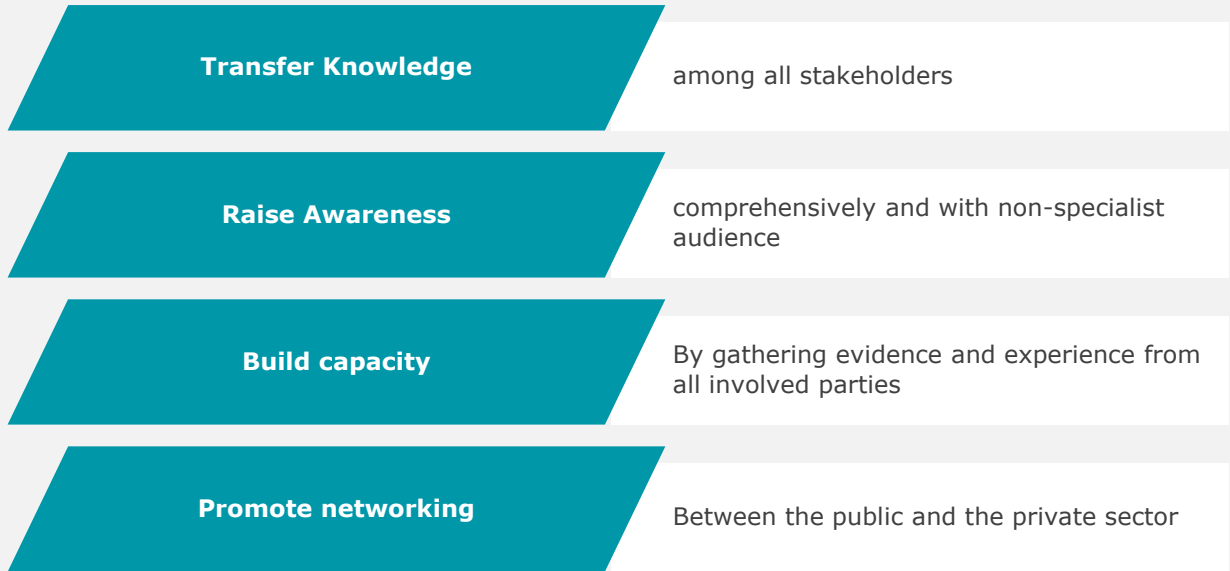 Transfer Knowledge
among all stakeholders
Raise Awareness
comprehensively and with non-specialist
audience
Build capacity
By gathering evidence and experience from
all involved parties
Promote networking
Between the public and the private sector